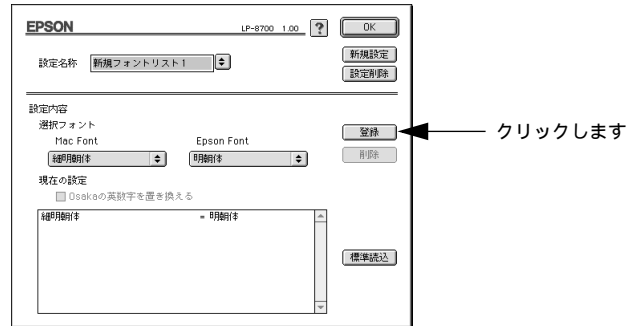 EPSON LP-8700 1.00 ? OK
設定名称 新規フォントリスト1 新規設定
設定削除
設定内容
選択フォント
Mac Font Epson Font 登録
細明朝体 明朝体 削除
現在の設定
Osakaの英数字を置き換える
細明朝体 = 明朝体
標準読込
クリックします